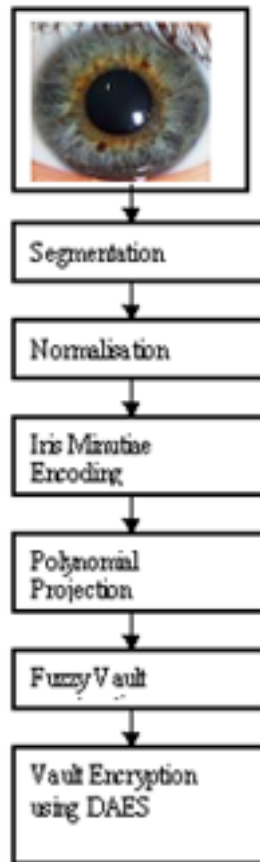 Segmentation
Normalisation
Iris Minutiae
Encoding
Polynomial
Projection
Fuzzy Vault
Vault Encryption
using DAES